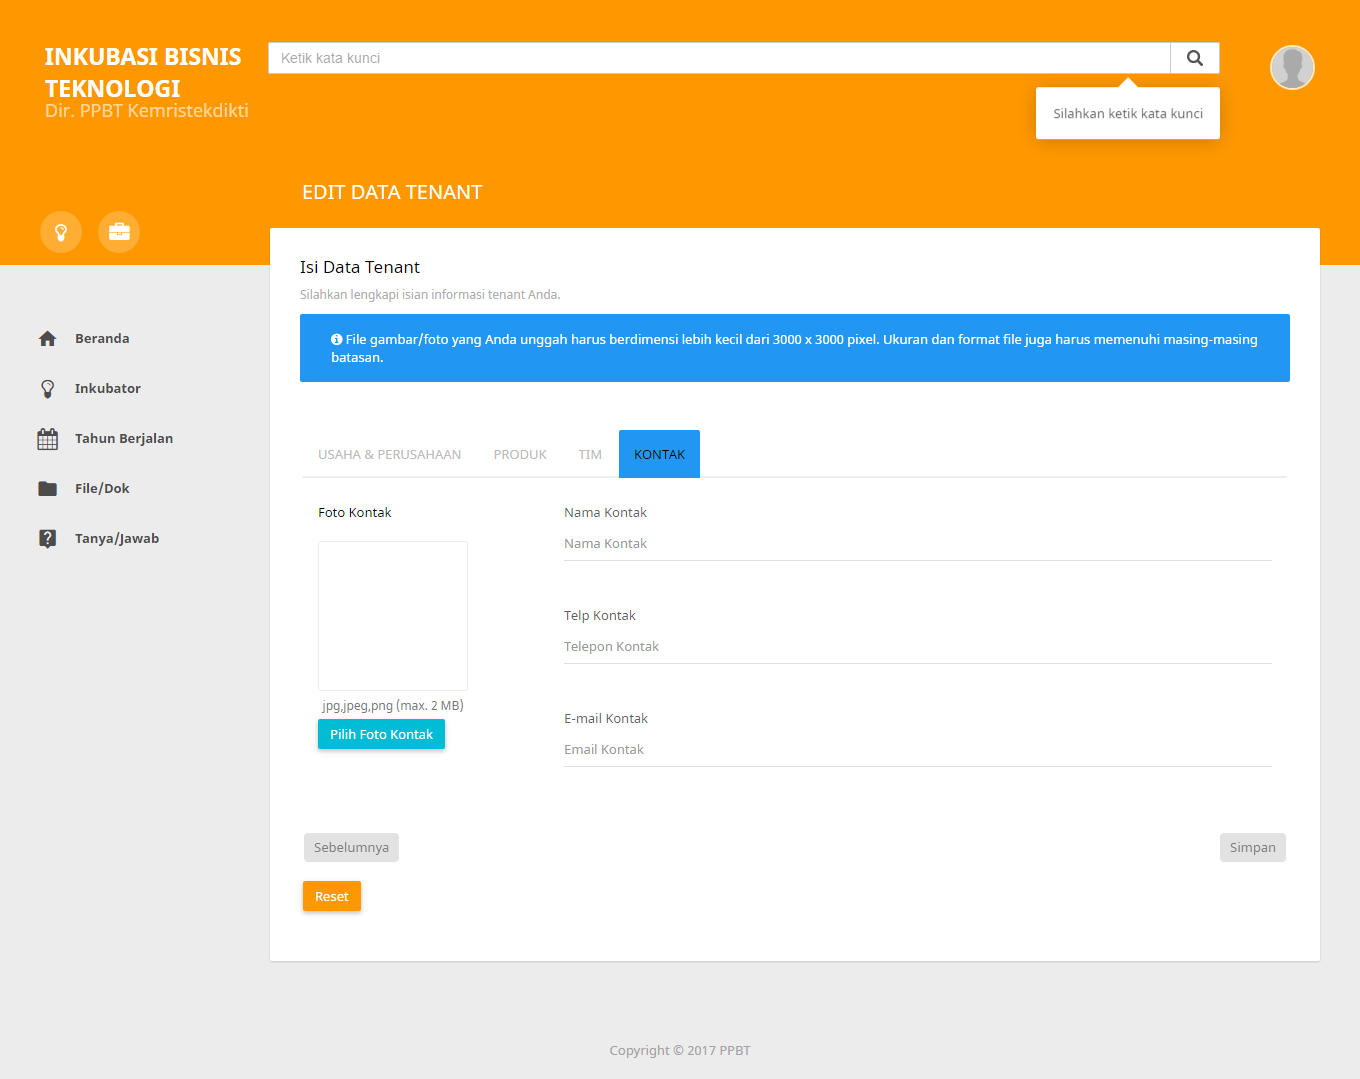 INKUBASI BISNIS
TEKNOLOGI
Dir. PPBT Kemristekdikti
Ketik kata kunci
Silahkan ketik kata kunci
EDIT DATA TENANT
Beranda
Inkubator
Tahun Berjalan
File/Dok
Tanya/Jawab
Isi Data Tenant
Silahkan lengkapi isian informasi tenant Anda.
File gambar/foto yang Anda unggah harus berdimensi lebih kecil dari 3000 x 3000 pixel. Ukuran dan format file juga harus memenuhi masing-masing
batasan.
USAHA & PERUSAHAAN PRODUK TIM KONTAK
Foto Kontak
jpg,jpeg,png (max. 2 MB)
Pilih Foto Kontak
Nama Kontak
Nama Kontak
Telp Kontak
Telepon Kontak
E-mail Kontak
Email Kontak
Sebelumnya Simpan
Reset
Copyright © 2017 PPBT